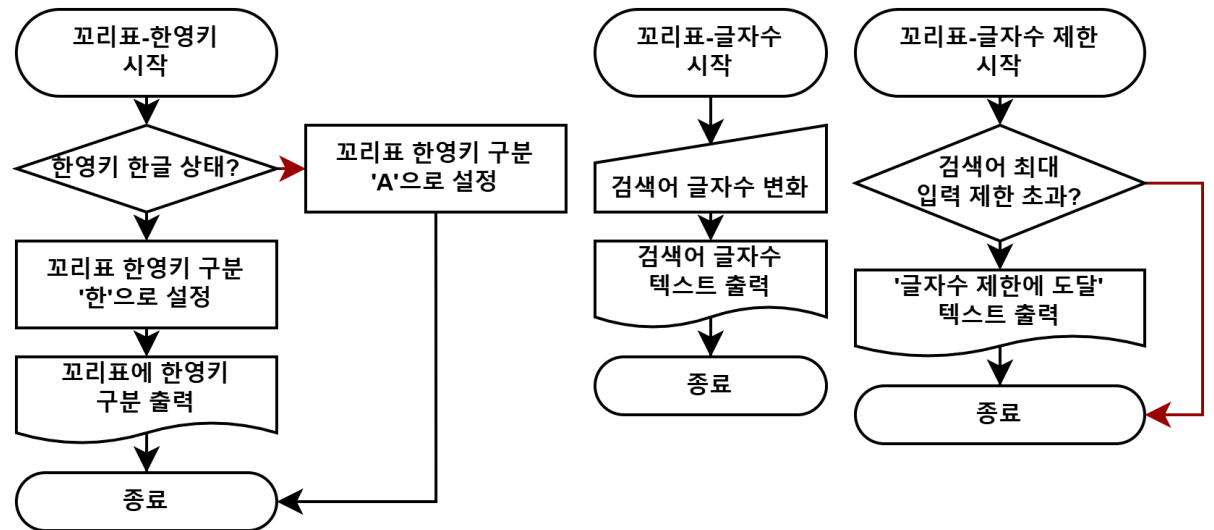 꼬리표-한영키
시작
한영키 한글 상태?
꼬리표 한영키 구분
'A'으로 설정
꼬리표 한영키 구분
'한'으로 설정
꼬리표에 한영키
구분 출력
종료
꼬리표-글자수
시작
검색어 글자수 변화
검색어 글자수
텍스트 출력
종료
꼬리표-글자수 제한
시작
검색어 최대
입력 제한 초과?
'글자수 제한에 도달'
텍스트 출력
종료